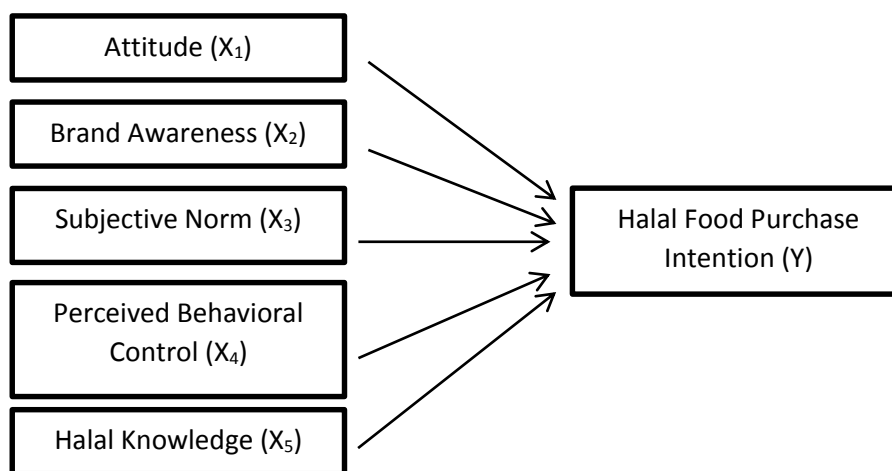 Attitude (X₁)
Brand Awareness (X₂)
Subjective Norm (X₃)
Perceived Behavioral
Control (X₄)
Halal Knowledge (X₅)
Halal Food Purchase
Intention (Y)